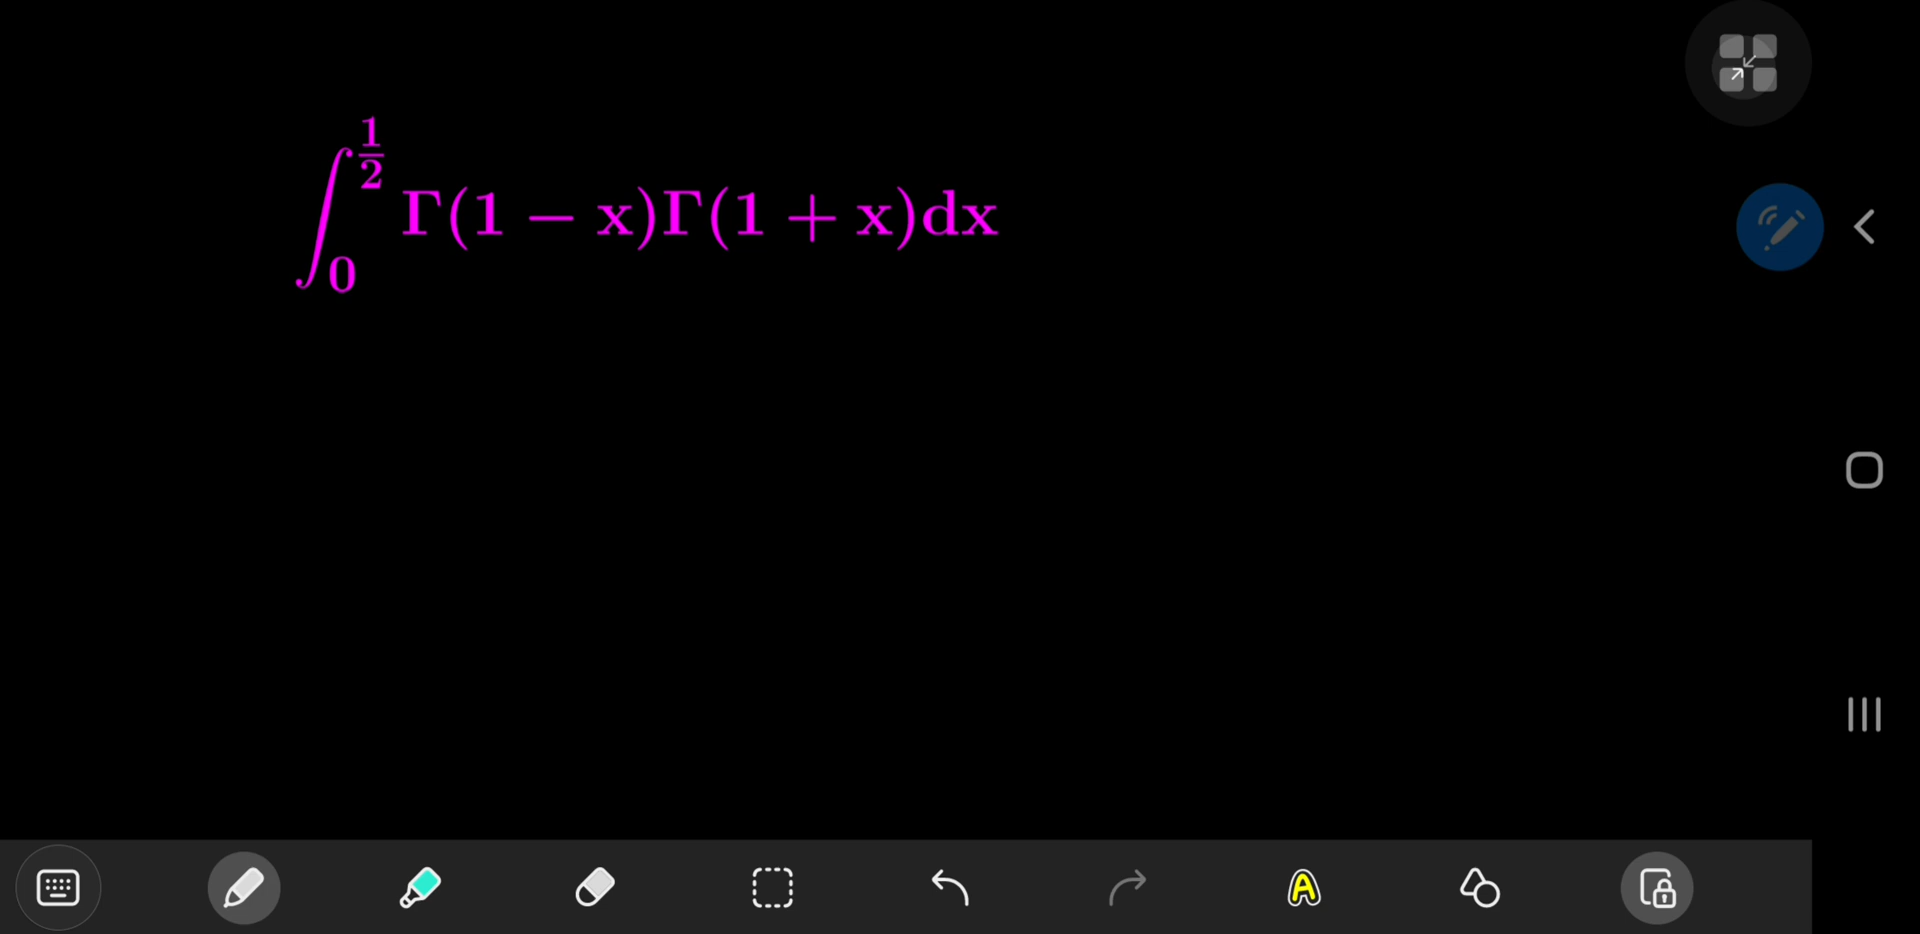 ∫₀^{1/2} Γ(1 − x)Γ(1 + x)dx